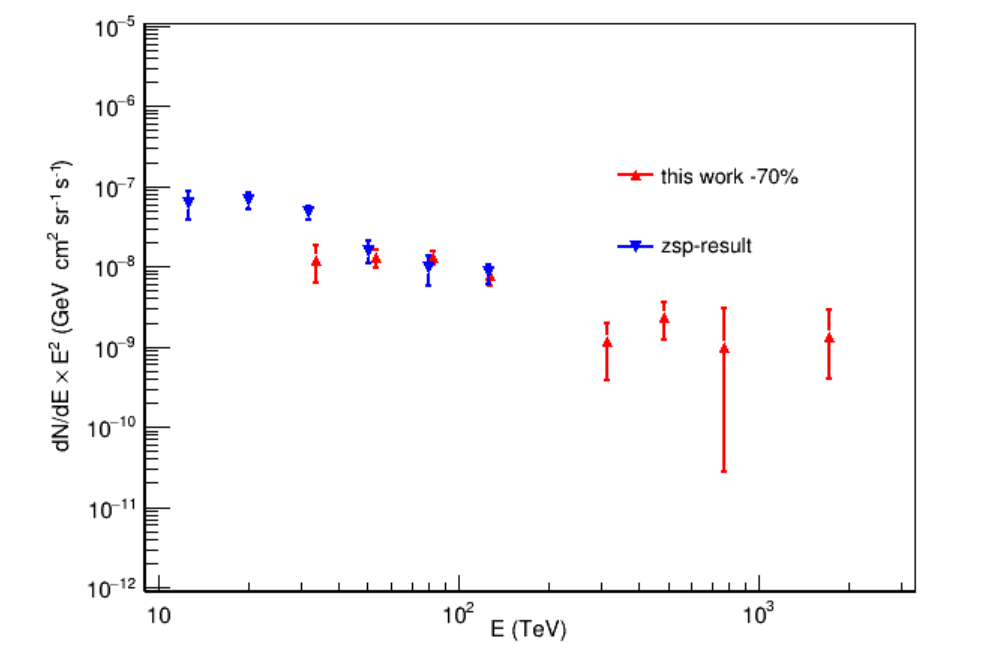 10⁻⁵
10⁻⁶
10⁻⁷
10⁻⁸
10⁻⁹
10⁻¹⁰
10⁻¹¹
10⁻¹²
dN/dE × E² (GeV cm² sr⁻¹ s⁻¹)
this work -70%
zsp-result
10 10² 10³
E (TeV)